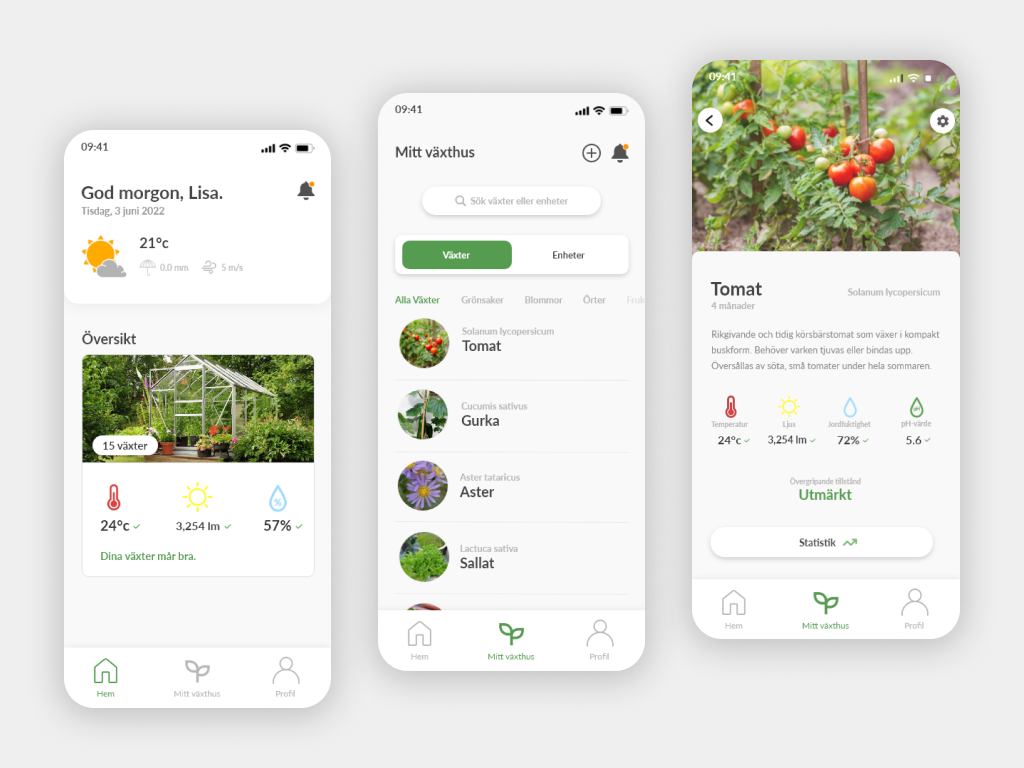 09:41
God morgon, Lisa.
Tisdag, 3 juni 2022
21°c
0.0 mm
5 m/s
Översikt
15 växter
24°c
3,254 lm
57%
%
Dina växter mår bra.
Hem
Mitt växthus
Profil
09:41
Mitt växthus
Sök växter eller enheter
Växter
Enheter
Alla Växter
Grönsaker
Blommor
Örter
Fruk
Solanum lycopersicum
Tomat
Cucumis sativus
Gurka
Aster tataricus
Aster
Lactuca sativa
Sallat
Hem
Mitt växthus
Profil
09:41
Tomat
Solanum lycopersicum
4 månader
Rikgivande och tidig körsbärstomat som växer i kompakt
buskform. Behöver varken tjuvas eller bindas upp.
Översållas av söta, små tomater under hela sommaren.
Temperatur
Ljus
Jordfuktighet
pH
pH-värde
24°c
3,254 lm
72%
5.6
Övergripande tillstånd
Utmärkt
Statistik
Hem
Mitt växthus
Profil